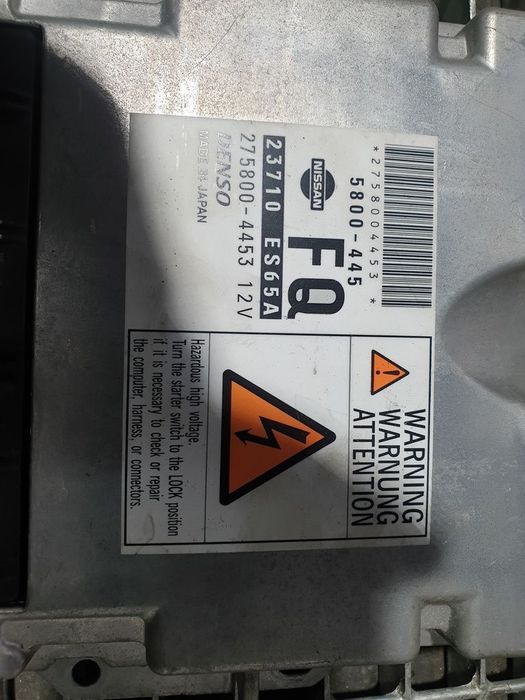 *2758004453*
5800-445
NISSAN
FQ
23710 ES65A
275800-4453 12V
DENSO
MADE IN JAPAN
WARNING
WARNUNG
ATTENTION
Hazardous high voltage.
Turn the starter switch to the LOCK position
if it is necessary to check or repair
the computer, harness, or connectors.